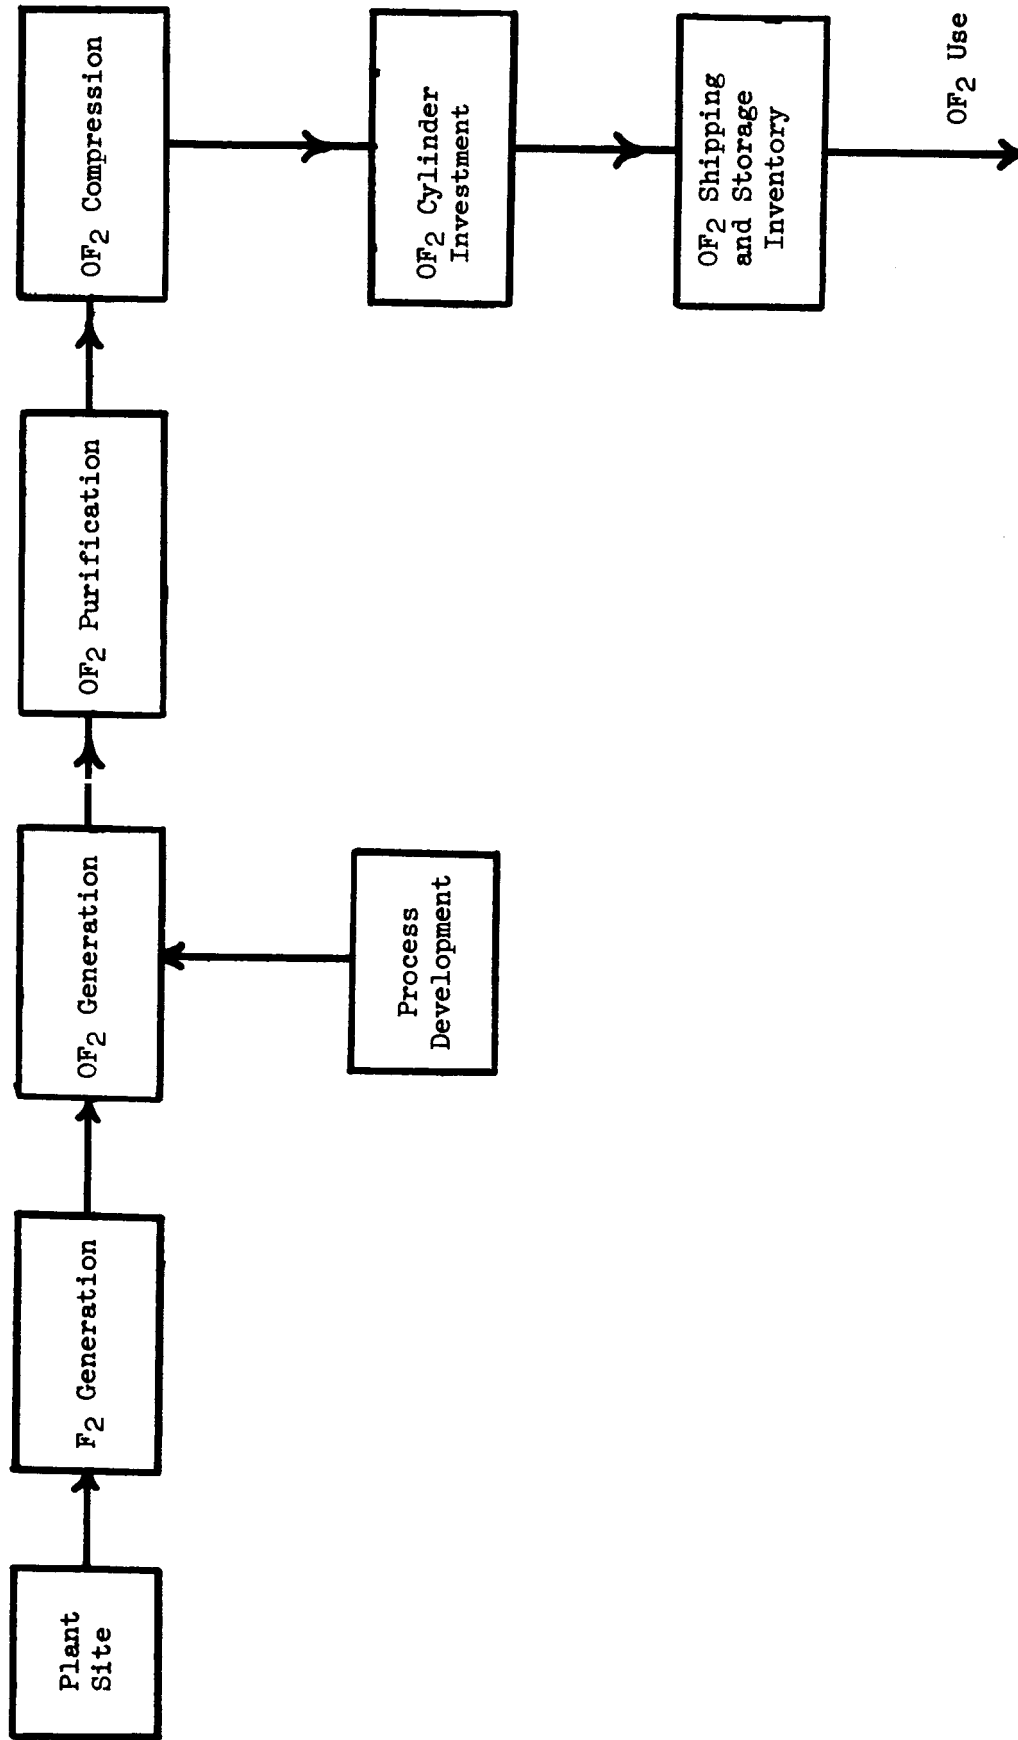 Plant
Site
F₂ Generation
OF₂ Generation
Process
Development
OF₂ Purification
OF₂ Compression
OF₂ Cylinder
Investment
OF₂ Shipping
and Storage
Inventory
OF₂ Use